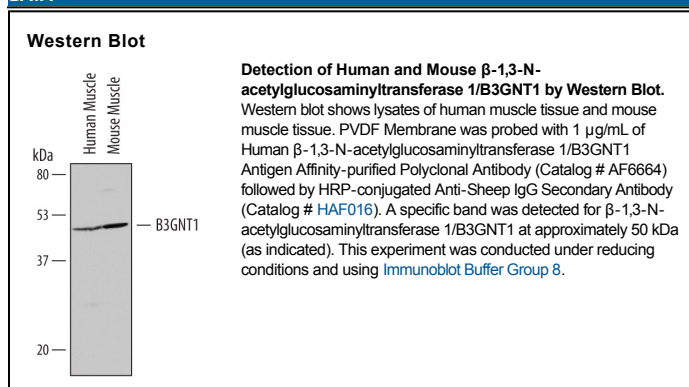 Western Blot
Human Muscle
Mouse Muscle
kDa
80
53
37
20
B3GNT1
Detection of Human and Mouse β-1,3-N-
acetylglucosaminyltransferase 1/B3GNT1 by Western Blot.
Western blot shows lysates of human muscle tissue and mouse
muscle tissue. PVDF Membrane was probed with 1 µg/mL of
Human β-1,3-N-acetylglucosaminyltransferase 1/B3GNT1
Antigen Affinity-purified Polyclonal Antibody (Catalog # AF6664)
followed by HRP-conjugated Anti-Sheep IgG Secondary Antibody
(Catalog # HAF016). A specific band was detected for β-1,3-N-
acetylglucosaminyltransferase 1/B3GNT1 at approximately 50 kDa
(as indicated). This experiment was conducted under reducing
conditions and using Immunoblot Buffer Group 8.